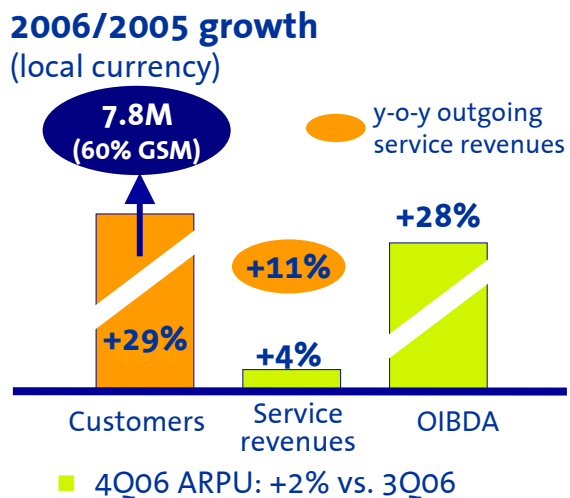 2006/2005 growth
(local currency)
7.8M
(60% GSM)
y-o-y outgoing
service revenues
+28%
+11%
+29%
+4%
Customers
Service
revenues
OIBDA
4Q06 ARPU: +2% vs. 3Q06